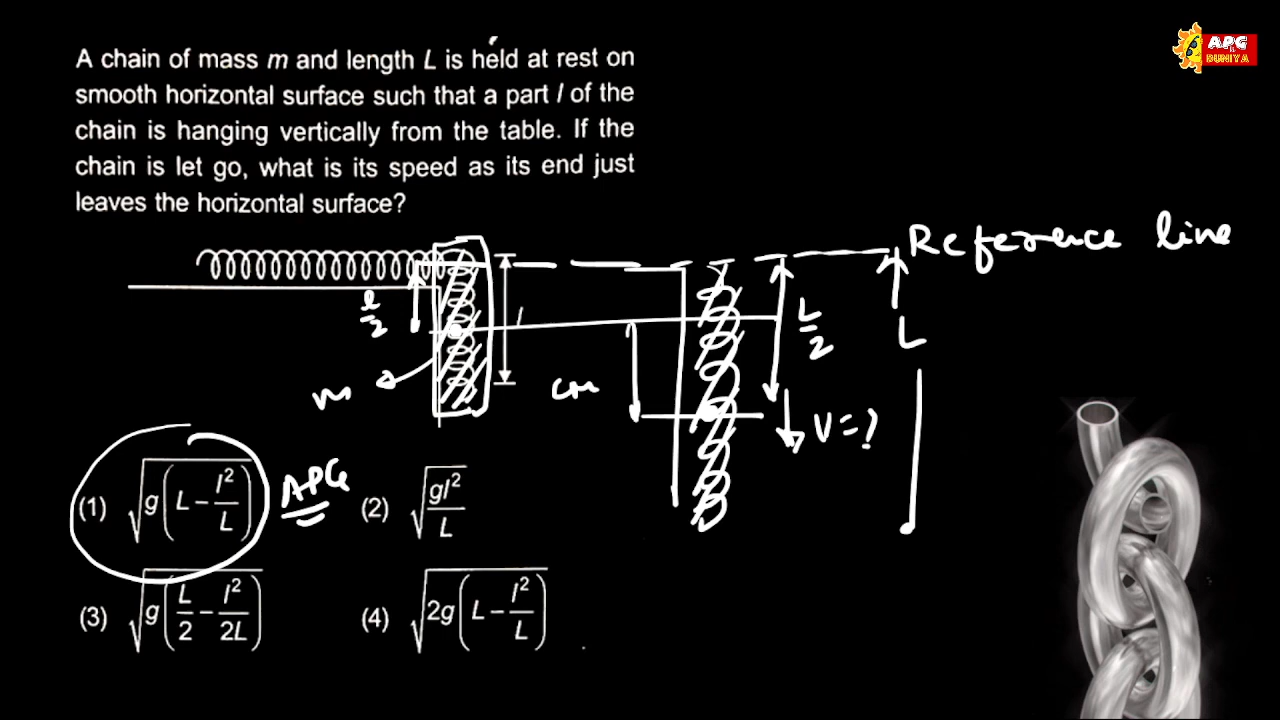 A chain of mass m and length L is held at rest on
smooth horizontal surface such that a part l of the
chain is hanging vertically from the table. If the
chain is let go, what is its speed as its end just
leaves the horizontal surface?
APG
DUNIYA
Reference line
l/2
l
L/2
L
m
CM
V=?
(1) √(g(L - l²/L))
APG
(2) √(gl²/L)
(3) √(g(L/2 - l²/2L))
(4) √(2g(L - l²/L))